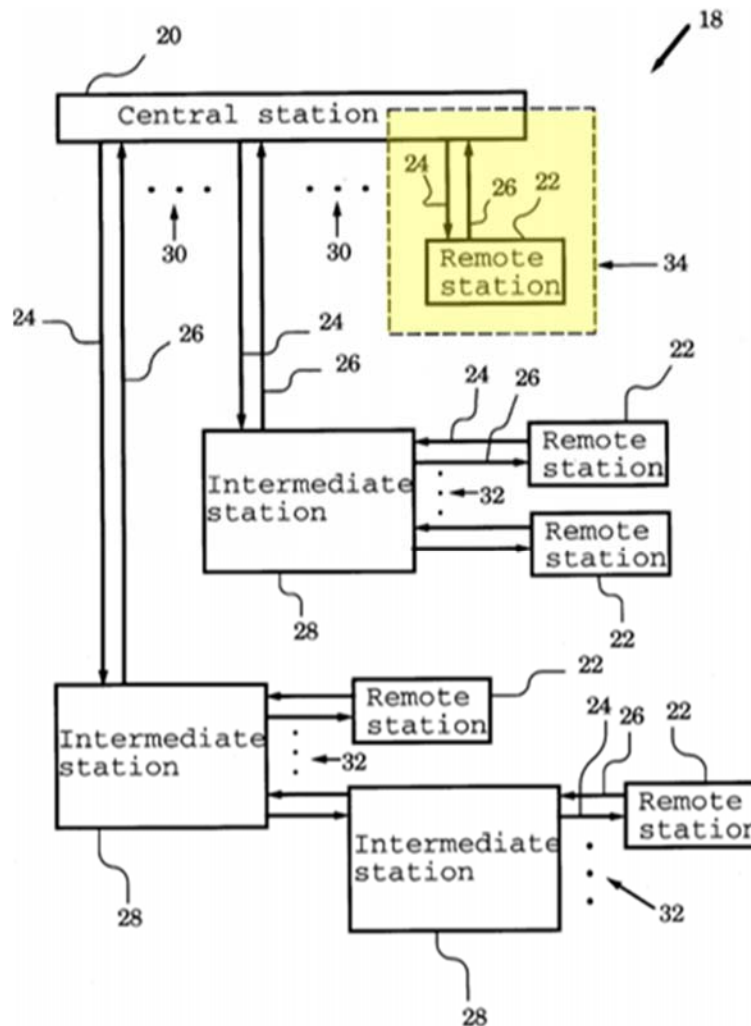 18
20
Central station
24
26
22
30
30
Remote
station
34
24
26
24
26
24
26
22
Remote
station
Intermediate
station
32
Remote
station
28
22
22
Remote
station
Intermediate
station
32
24
26
22
Remote
station
Intermediate
station
32
28
28